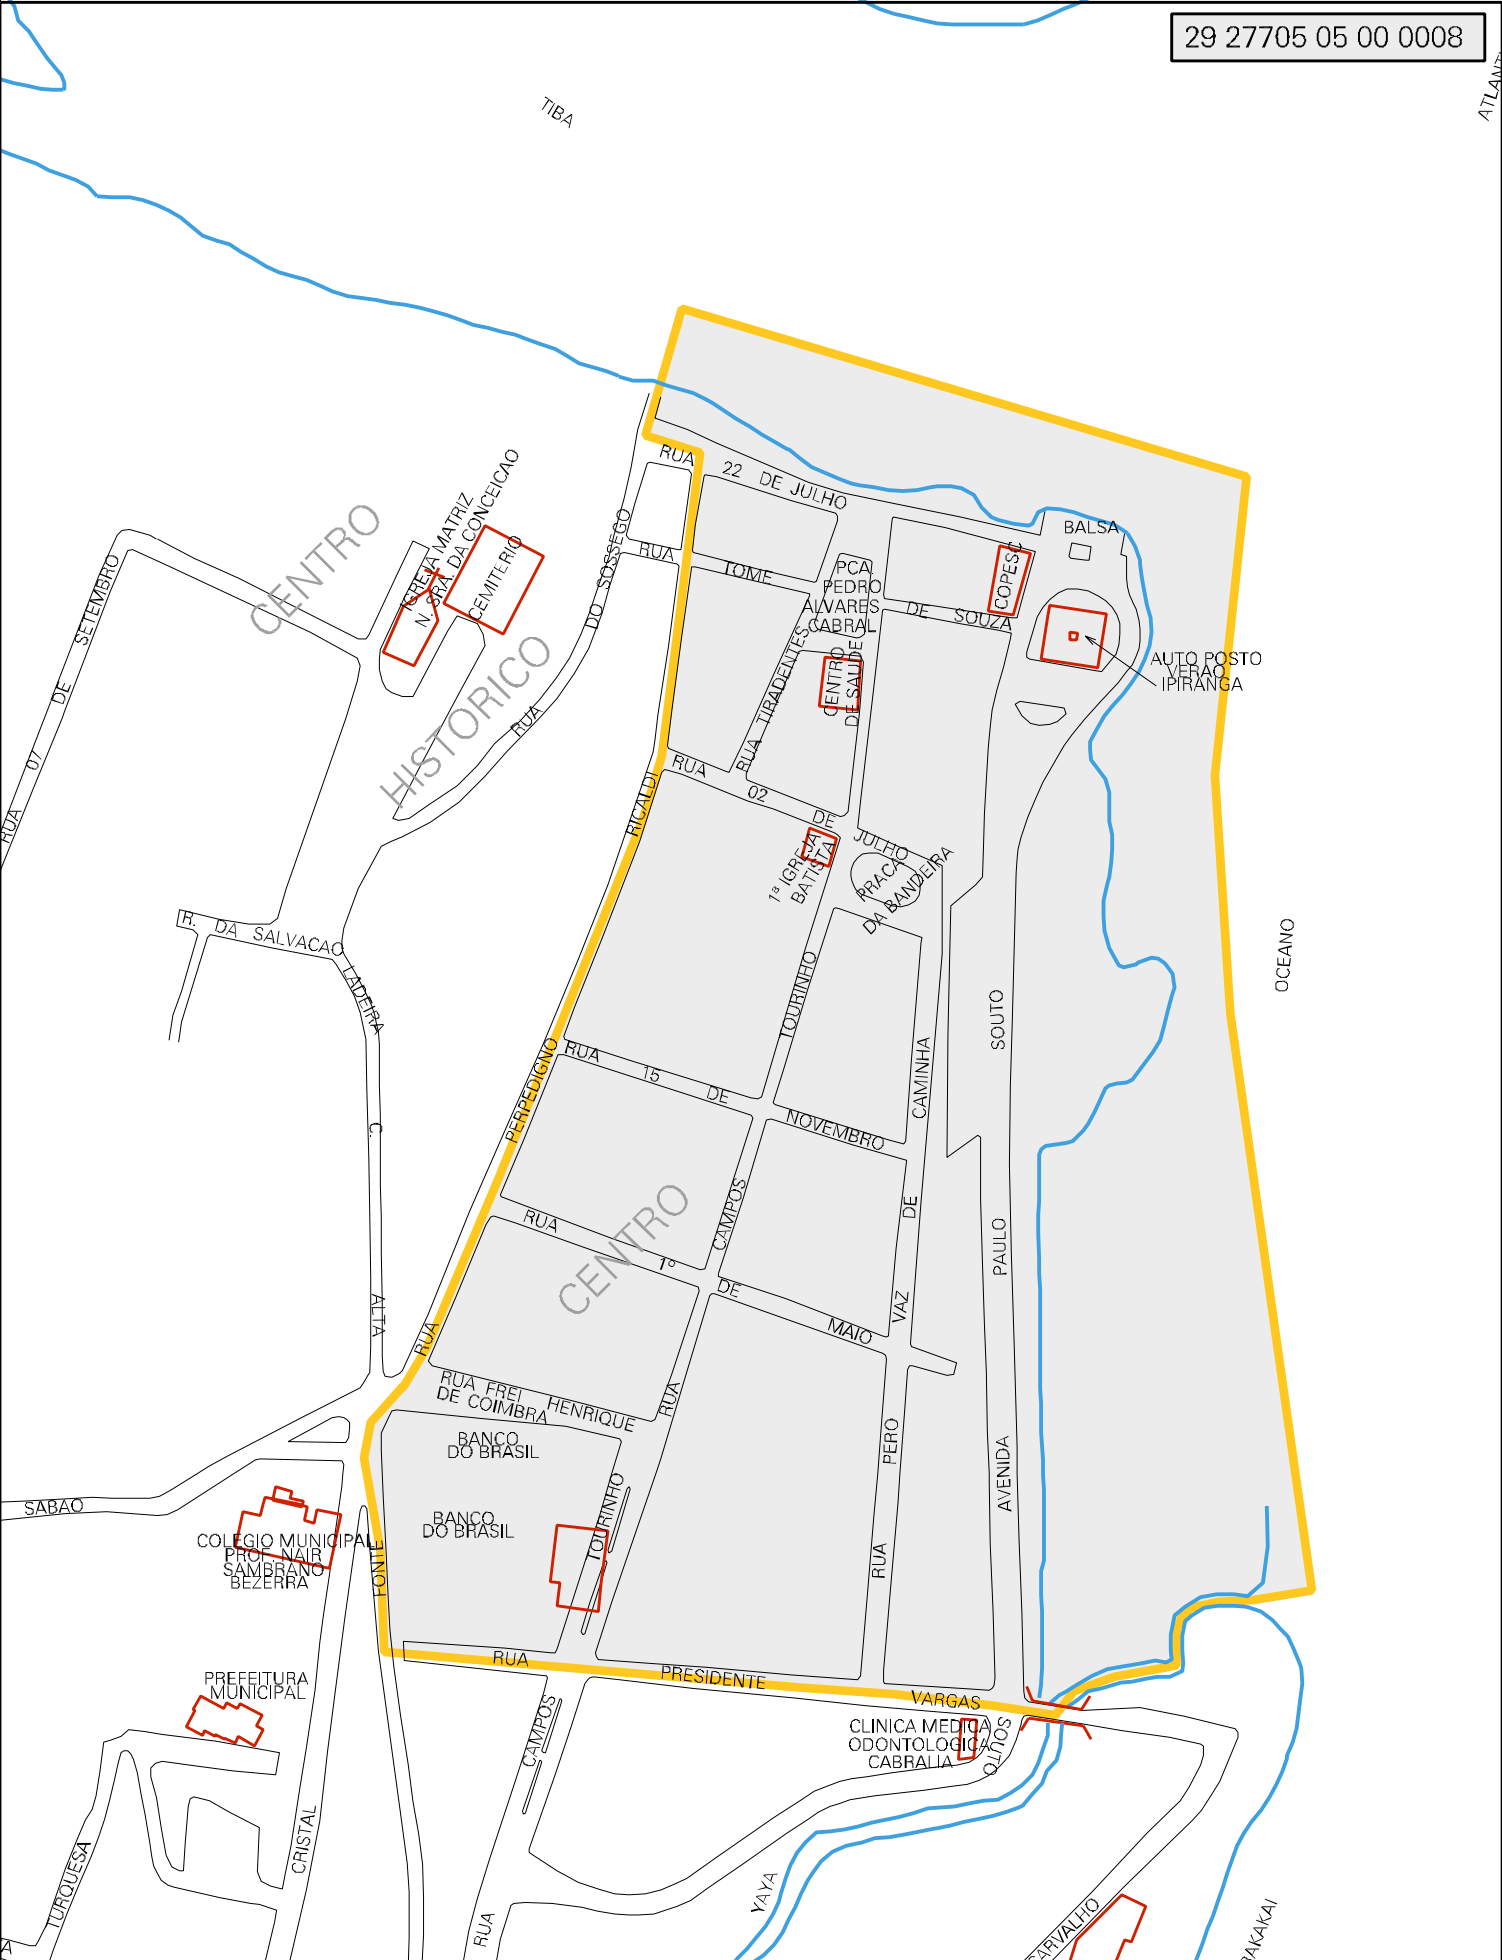 29 27705 05 00 0008
TIBA
RUA 22 DE JULHO
BALSA
CENTRO
HISTORICO
IGREJA MATRIZ
N. SRA. DA CONCEICAO
CEMITERIO
RUA DO SOSSEGO
RUA TOME DE SOUZA
COPESC
PCA
PEDRO
ALVARES
CABRAL
RUA 07 DE SETEMBRO
CENTRO
DE SAUDE
RUA TIRADENTES
AUTO POSTO
VERAO
IPIRANGA
RUA 02 DE JULHO
1ª IGREJA
BATISTA
PRACA
DA BANDEIRA
R. DA SALVACAO
LADEIRA
OCEANO
RUA PERPEDIGNO RICALDI
RUA 15 DE NOVEMBRO
C. ALTA
CENTRO
RUA 1º DE MAIO
RUA CAMPOS TOURINHO
RUA PERO VAZ DE CAMINHA
AVENIDA PAULO SOUTO
RUA FREI HENRIQUE
DE COIMBRA
BANCO
DO BRASIL
BANCO
DO BRASIL
TOURINHO
SABAO
COLEGIO MUNICIPAL
PROF. NAIR
SAMBRANO
BEZERRA
FONTE
RUA PRESIDENTE VARGAS
PREFEITURA
MUNICIPAL
CLINICA MEDICA
ODONTOLOGICA
CABRALIA
SOUTO
RUA CAMPOS
CRISTAL
TURQUESA
YAYA